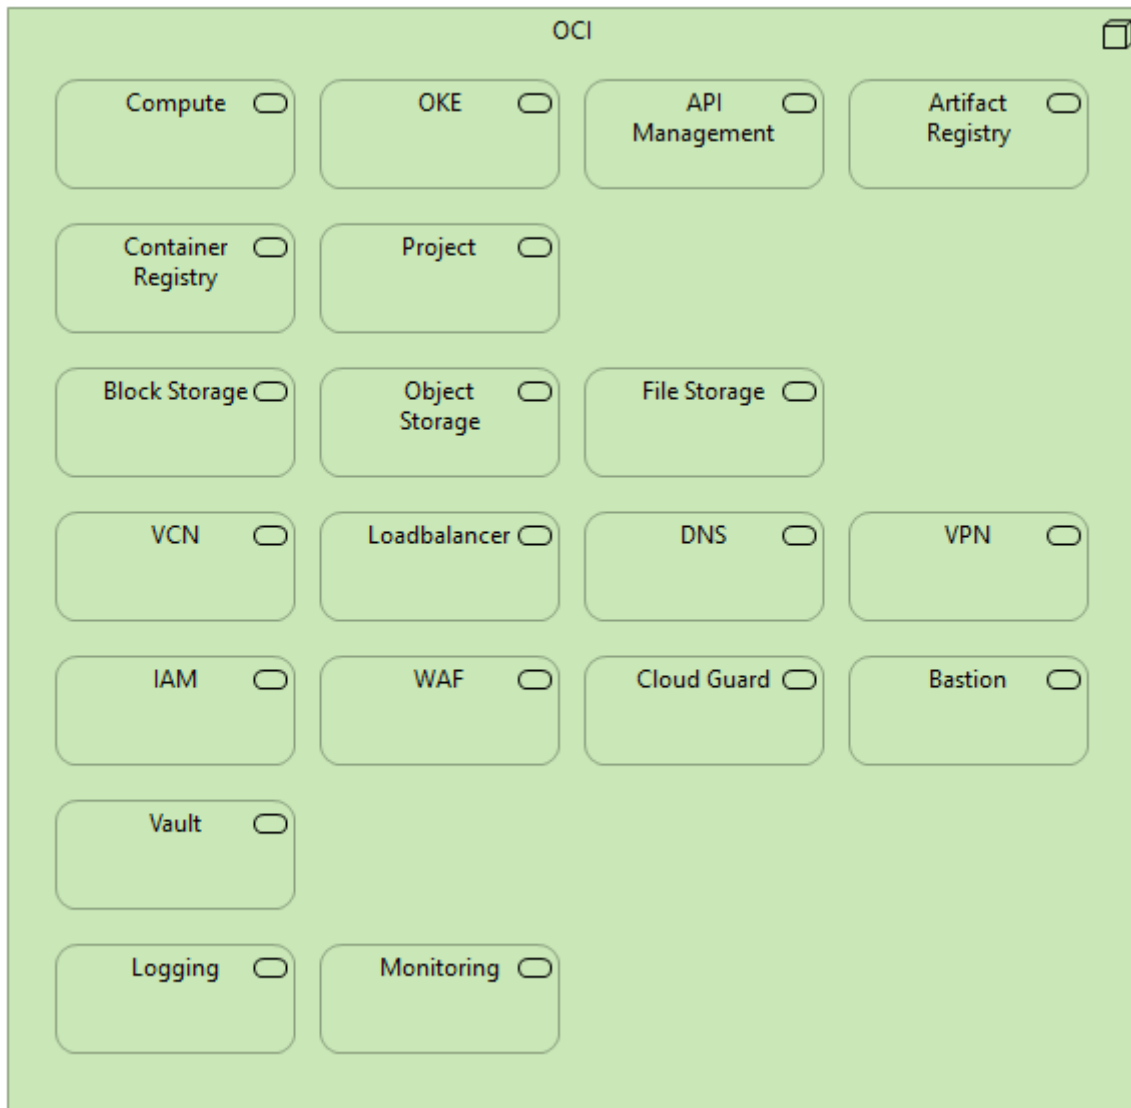 OCI
Compute
OKE
API
Management
Artifact
Registry
Container
Registry
Project
Block Storage
Object
Storage
File Storage
VCN
Loadbalancer
DNS
VPN
IAM
WAF
Cloud Guard
Bastion
Vault
Logging
Monitoring